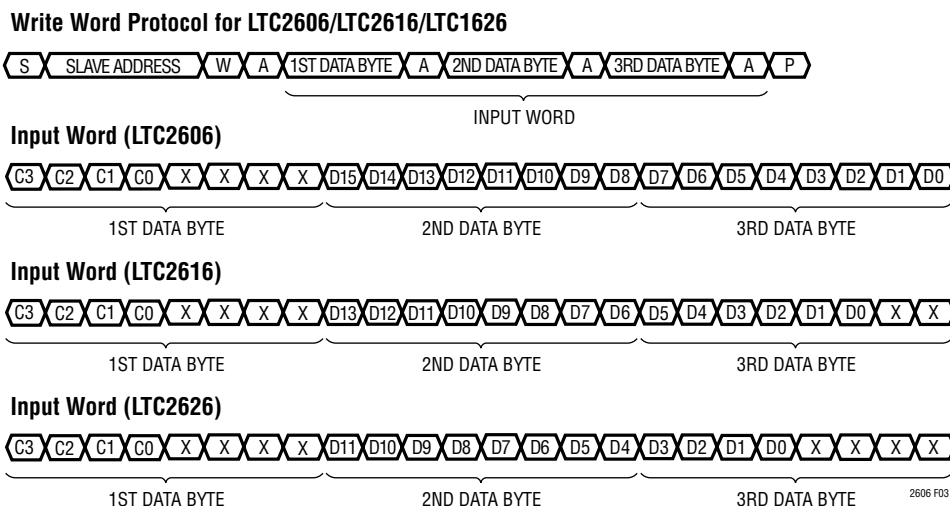 Write Word Protocol for LTC2606/LTC2616/LTC1626
S SLAVE ADDRESS W A 1ST DATA BYTE A 2ND DATA BYTE A 3RD DATA BYTE A P
INPUT WORD
Input Word (LTC2606)
C3 C2 C1 C0 X X X X D15 D14 D13 D12 D11 D10 D9 D8 D7 D6 D5 D4 D3 D2 D1 D0
1ST DATA BYTE 2ND DATA BYTE 3RD DATA BYTE
Input Word (LTC2616)
C3 C2 C1 C0 X X X X D13 D12 D11 D10 D9 D8 D7 D6 D5 D4 D3 D2 D1 D0 X X
1ST DATA BYTE 2ND DATA BYTE 3RD DATA BYTE
Input Word (LTC2626)
C3 C2 C1 C0 X X X X D11 D10 D9 D8 D7 D6 D5 D4 D3 D2 D1 D0 X X X X
1ST DATA BYTE 2ND DATA BYTE 3RD DATA BYTE 2606 F03